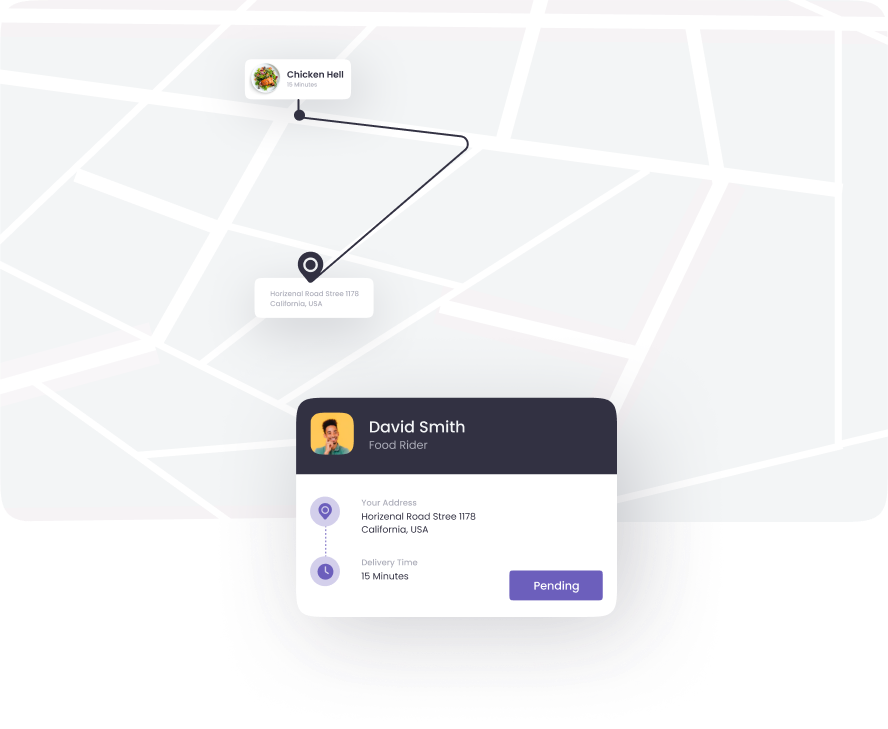 Chicken Hell
15 Minutes
Horizenal Road Stree 1178
California, USA
David Smith
Food Rider
Your Address
Horizenal Road Stree 1178
California, USA
Delivery Time
15 Minutes
Pending